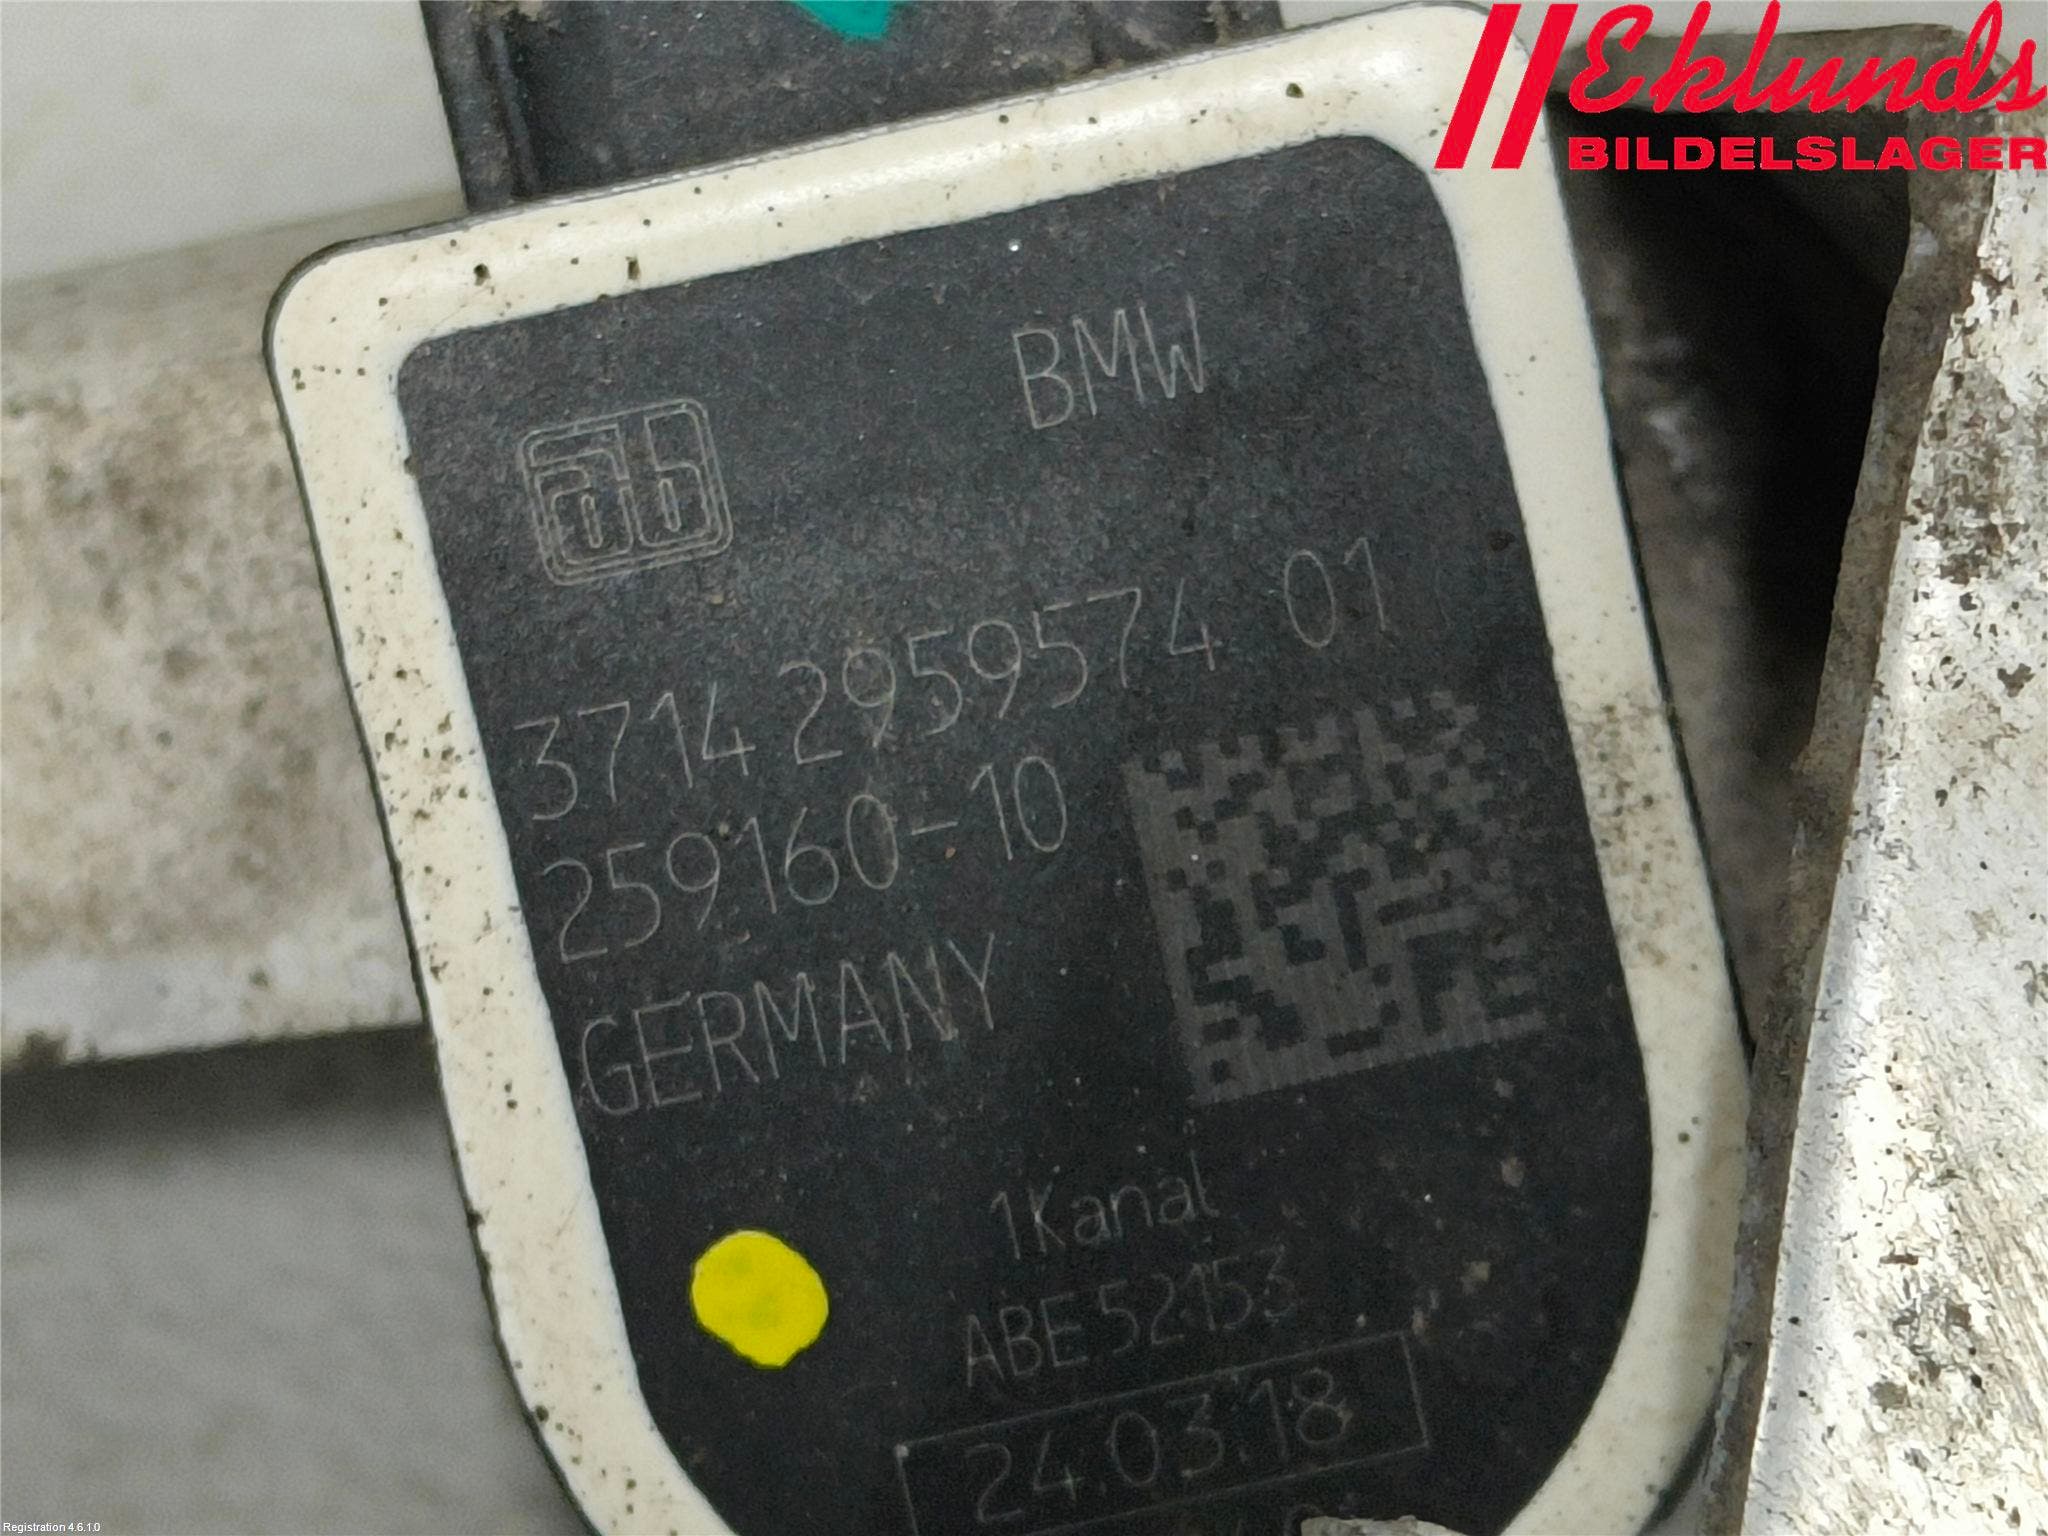 Eklunds
BILDELSLAGER
BMW
ab
3714 2959574 01
259160-10
GERMANY
1Kanal
ABE 52153
24.03.18
Registration 4.6.1.0